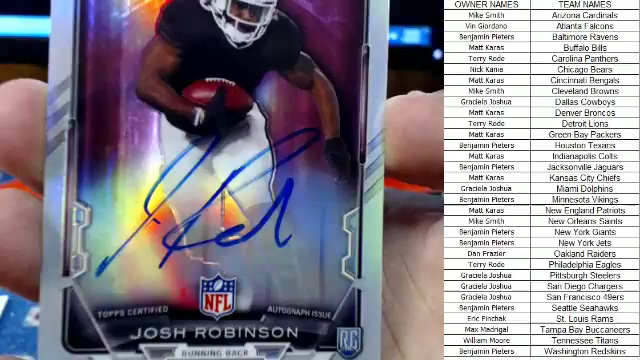 OWNER NAMES TEAM NAMES
Mike Smith Arizona Cardinals
Vin Giordano Atlanta Falcons
Benjamin Pieters Baltimore Ravens
Matt Karas Buffalo Bills
Terry Rode Carolina Panthers
Nick Kania Chicago Bears
Matt Karas Cincinnati Bengals
Mike Smith Cleveland Browns
Graciela Joshua Dallas Cowboys
Matt Karas Denver Broncos
Terry Rode Detroit Lions
Matt Karas Green Bay Packers
Benjamin Pieters Houston Texans
Matt Karas Indianapolis Colts
Benjamin Pieters Jacksonville Jaguars
Matt Karas Kansas City Chiefs
Graciela Joshua Miami Dolphins
Benjamin Pieters Minnesota Vikings
Matt Karas New England Patriots
Mike Smith New Orleans Saints
Benjamin Pieters New York Giants
Benjamin Pieters New York Jets
Dan Frazier Oakland Raiders
Terry Rode Philadelphia Eagles
Graciela Joshua Pittsburgh Steelers
Graciela Joshua San Diego Chargers
Graciela Joshua San Francisco 49ers
Benjamin Pieters Seattle Seahawks
Eric Finchak St. Louis Rams
Max Madrigal Tampa Bay Buccaneers
William Moore Tennessee Titans
Benjamin Pieters Washington Redskins
NFL
TOPPS CERTIFIED AUTOGRAPH ISSUE
JOSH ROBINSON RC
RUNNING BACK